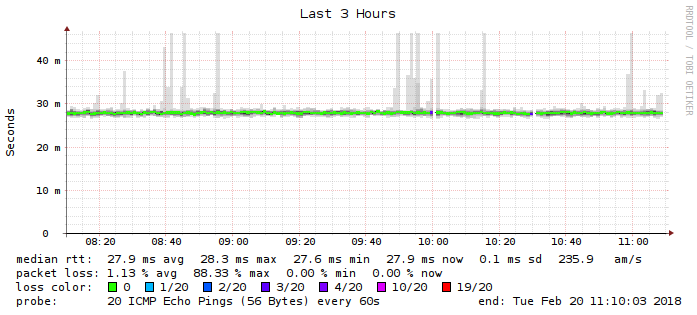 Last 3 Hours
RRDTOOL / TOBI OETIKER
Seconds
40 m
30 m
20 m
10 m
0
08:20 08:40 09:00 09:20 09:40 10:00 10:20 10:40 11:00
median rtt: 27.9 ms avg 28.3 ms max 27.6 ms min 27.9 ms now 0.1 ms sd 235.9 am/s
packet loss: 1.13 % avg 88.33 % max 0.00 % min 0.00 % now
loss color: 0 1/20 2/20 3/20 4/20 10/20 19/20
probe: 20 ICMP Echo Pings (56 Bytes) every 60s end: Tue Feb 20 11:10:03 2018